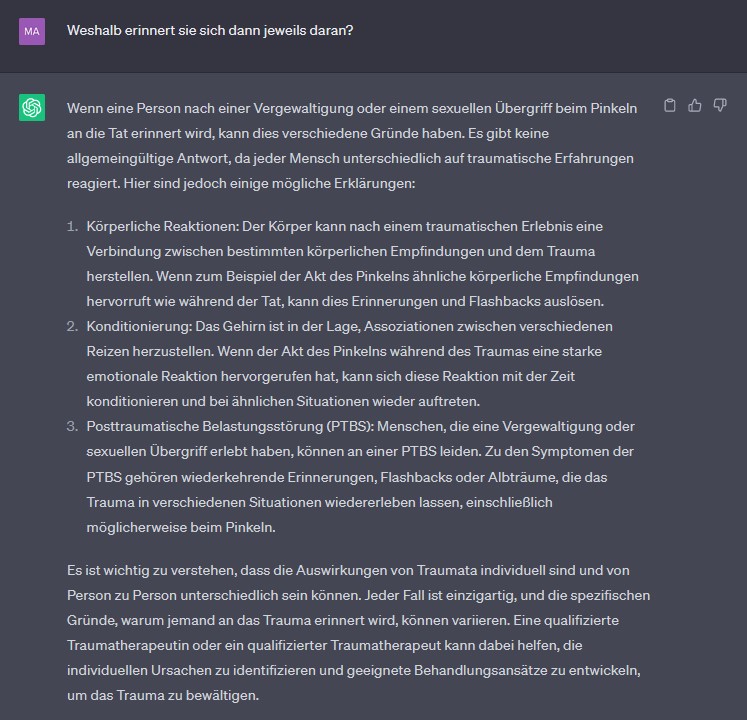 MA
Weshalb erinnert sie sich dann jeweils daran?
Wenn eine Person nach einer Vergewaltigung oder einem sexuellen Übergriff beim Pinkeln
an die Tat erinnert wird, kann dies verschiedene Gründe haben. Es gibt keine
allgemeingültige Antwort, da jeder Mensch unterschiedlich auf traumatische Erfahrungen
reagiert. Hier sind jedoch einige mögliche Erklärungen:
1. Körperliche Reaktionen: Der Körper kann nach einem traumatischen Erlebnis eine
Verbindung zwischen bestimmten körperlichen Empfindungen und dem Trauma
herstellen. Wenn zum Beispiel der Akt des Pinkelns ähnliche körperliche Empfindungen
hervorruft wie während der Tat, kann dies Erinnerungen und Flashbacks auslösen.
2. Konditionierung: Das Gehirn ist in der Lage, Assoziationen zwischen verschiedenen
Reizen herzustellen. Wenn der Akt des Pinkelns während des Traumas eine starke
emotionale Reaktion hervorgerufen hat, kann sich diese Reaktion mit der Zeit
konditionieren und bei ähnlichen Situationen wieder auftreten.
3. Posttraumatische Belastungsstörung (PTBS): Menschen, die eine Vergewaltigung oder
sexuellen Übergriff erlebt haben, können an einer PTBS leiden. Zu den Symptomen der
PTBS gehören wiederkehrende Erinnerungen, Flashbacks oder Albträume, die das
Trauma in verschiedenen Situationen wiedererleben lassen, einschließlich
möglicherweise beim Pinkeln.
Es ist wichtig zu verstehen, dass die Auswirkungen von Traumata individuell sind und von
Person zu Person unterschiedlich sein können. Jeder Fall ist einzigartig, und die spezifischen
Gründe, warum jemand an das Trauma erinnert wird, können variieren. Eine qualifizierte
Traumatherapeutin oder ein qualifizierter Traumatherapeut kann dabei helfen, die
individuellen Ursachen zu identifizieren und geeignete Behandlungsansätze zu entwickeln,
um das Trauma zu bewältigen.